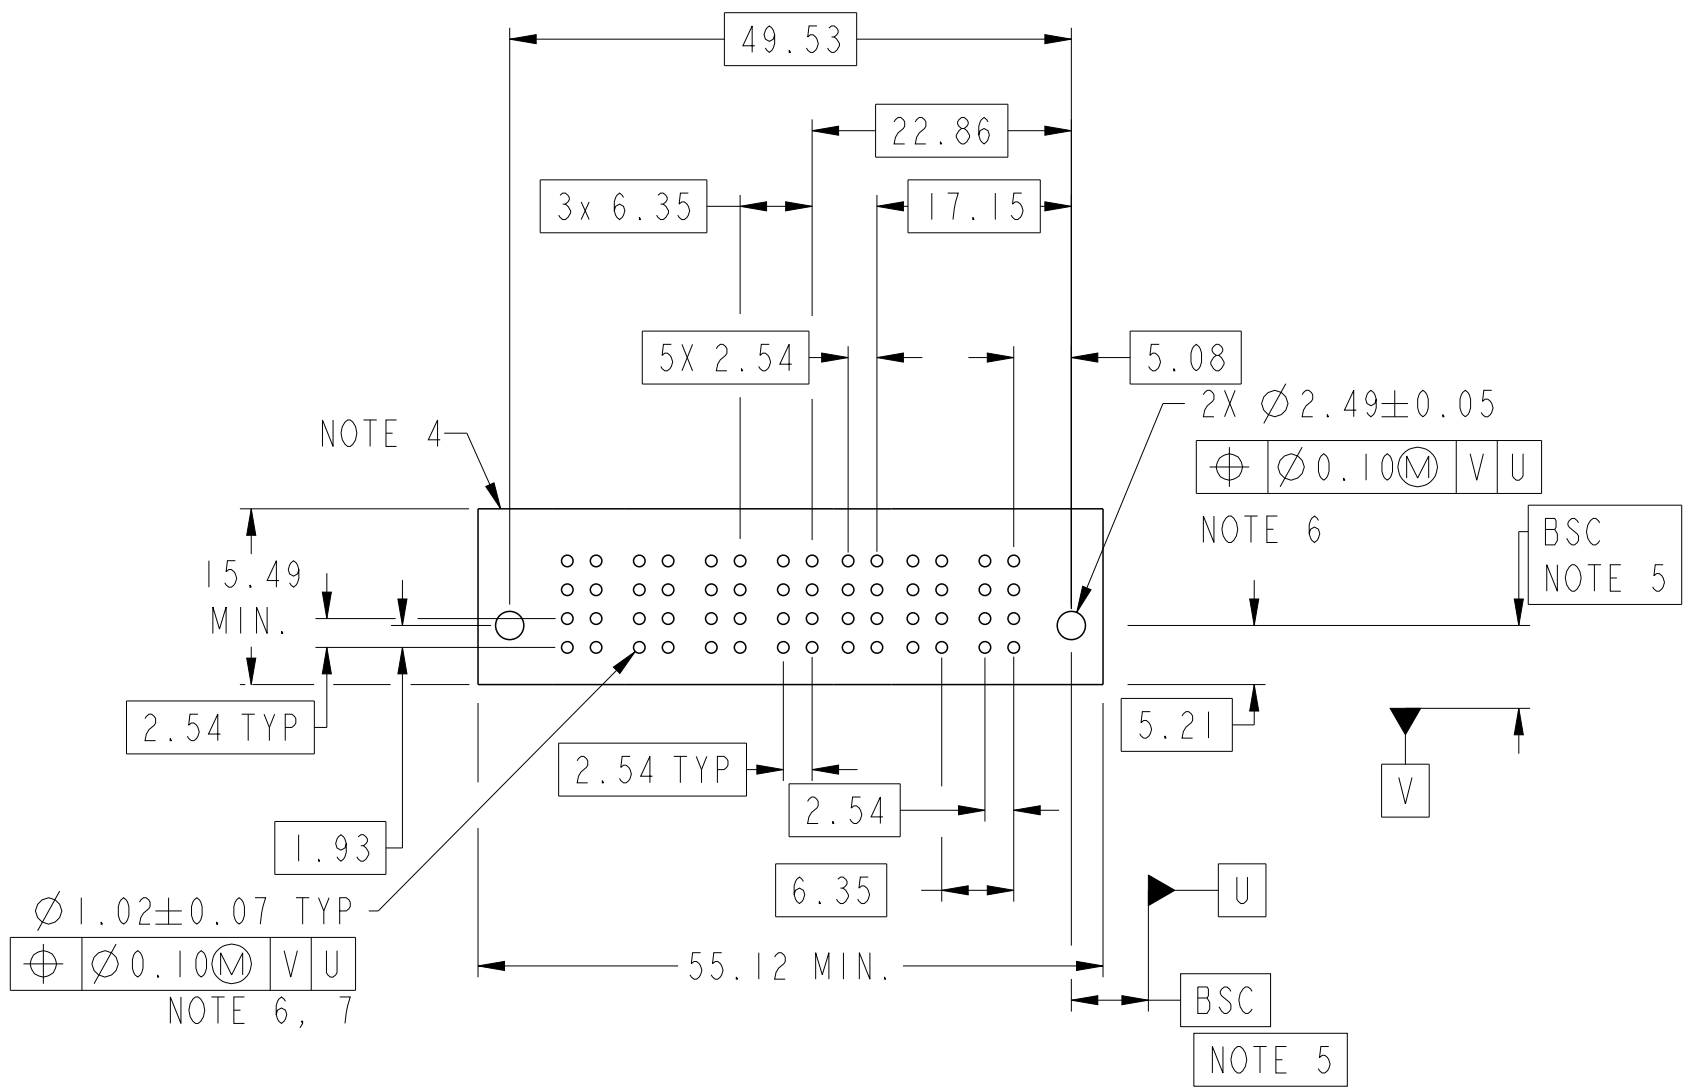 49.53
22.86
3x 6.35
17.15
5X 2.54
5.08
2X ∅2.49±0.05
NOTE 4
⌖ ∅0.10Ⓜ V U
NOTE 6
BSC
NOTE 5
15.49
MIN.
2.54 TYP
5.21
2.54 TYP
V
2.54
1.93
6.35
U
∅1.02±0.07 TYP
⌖ ∅0.10Ⓜ V U
55.12 MIN.
NOTE 6, 7
BSC
NOTE 5